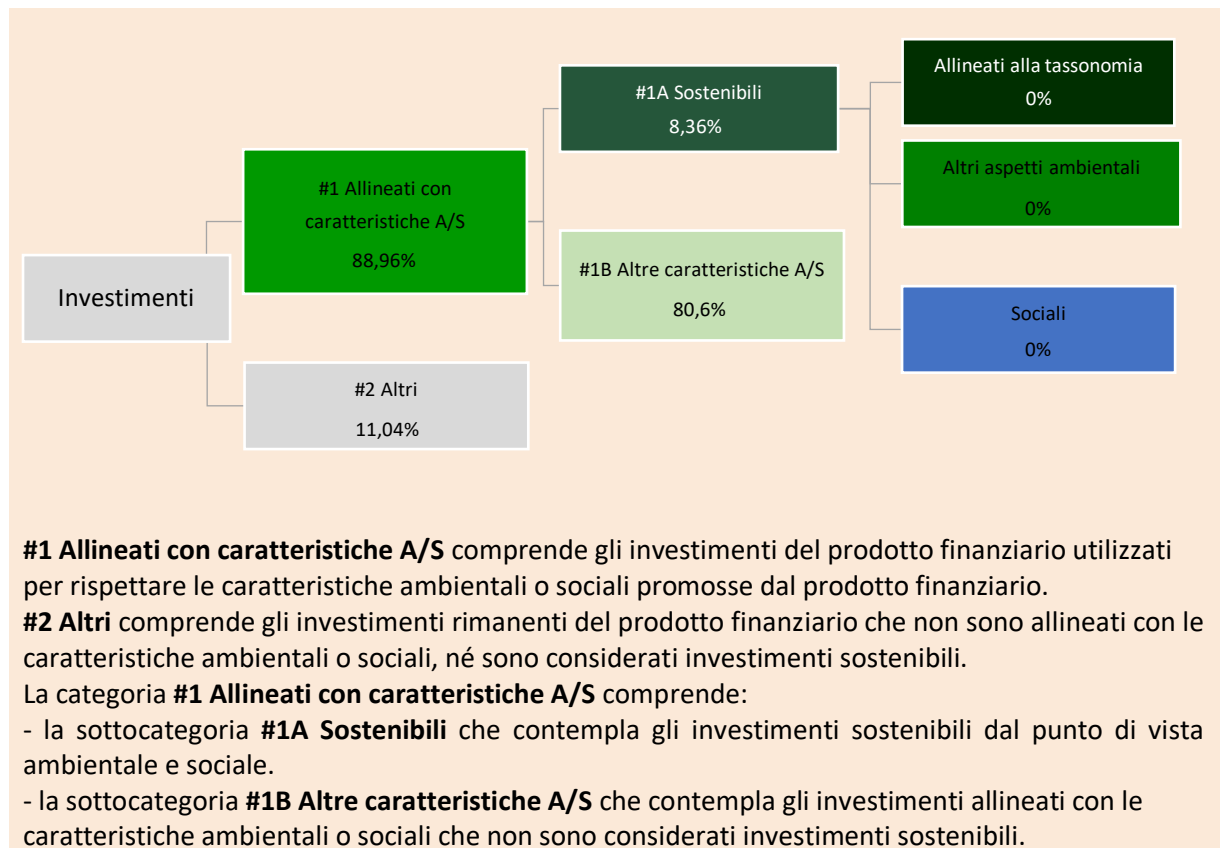 Investimenti
#1 Allineati con
caratteristiche A/S
88,96%
#2 Altri
11,04%
#1A Sostenibili
8,36%
#1B Altre caratteristiche A/S
80,6%
Allineati alla tassonomia
0%
Altri aspetti ambientali
0%
Sociali
0%
#1 Allineati con caratteristiche A/S comprende gli investimenti del prodotto finanziario utilizzati
per rispettare le caratteristiche ambientali o sociali promosse dal prodotto finanziario.
#2 Altri comprende gli investimenti rimanenti del prodotto finanziario che non sono allineati con le
caratteristiche ambientali o sociali, né sono considerati investimenti sostenibili.
La categoria #1 Allineati con caratteristiche A/S comprende:
- la sottocategoria #1A Sostenibili che contempla gli investimenti sostenibili dal punto di vista
ambientale e sociale.
- la sottocategoria #1B Altre caratteristiche A/S che contempla gli investimenti allineati con le
caratteristiche ambientali o sociali che non sono considerati investimenti sostenibili.